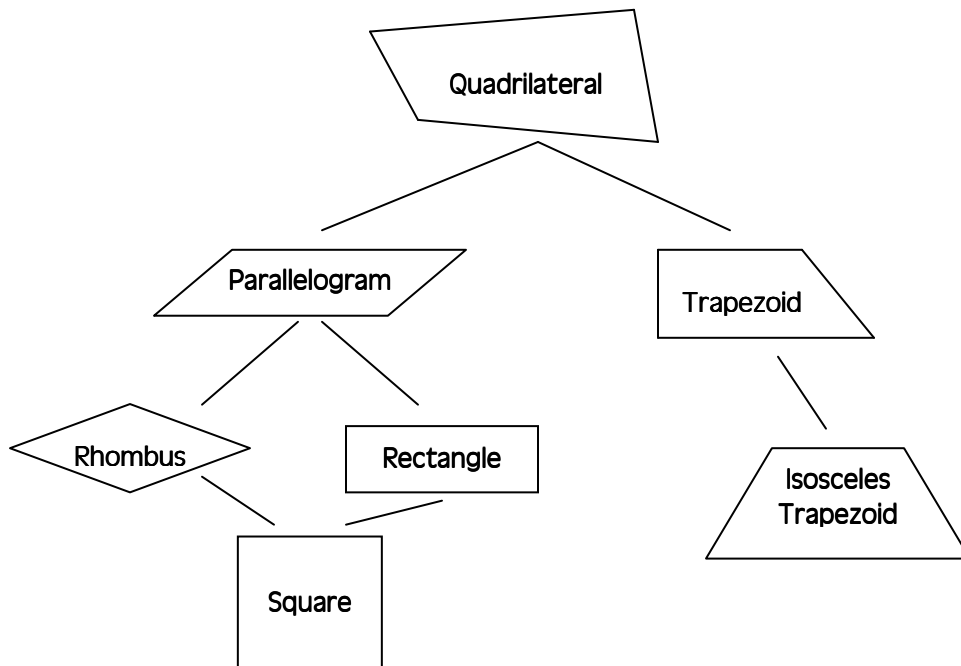 Quadrilateral
Parallelogram
Trapezoid
Rhombus
Rectangle
Isosceles
Trapezoid
Square